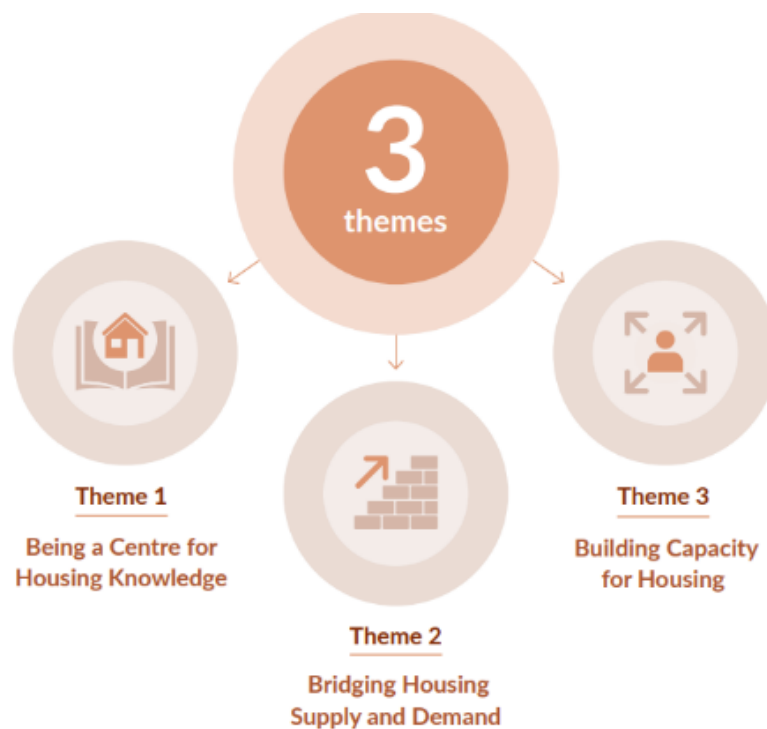 3
themes
Theme 1
Being a Centre for
Housing Knowledge
Theme 2
Bridging Housing
Supply and Demand
Theme 3
Building Capacity
for Housing